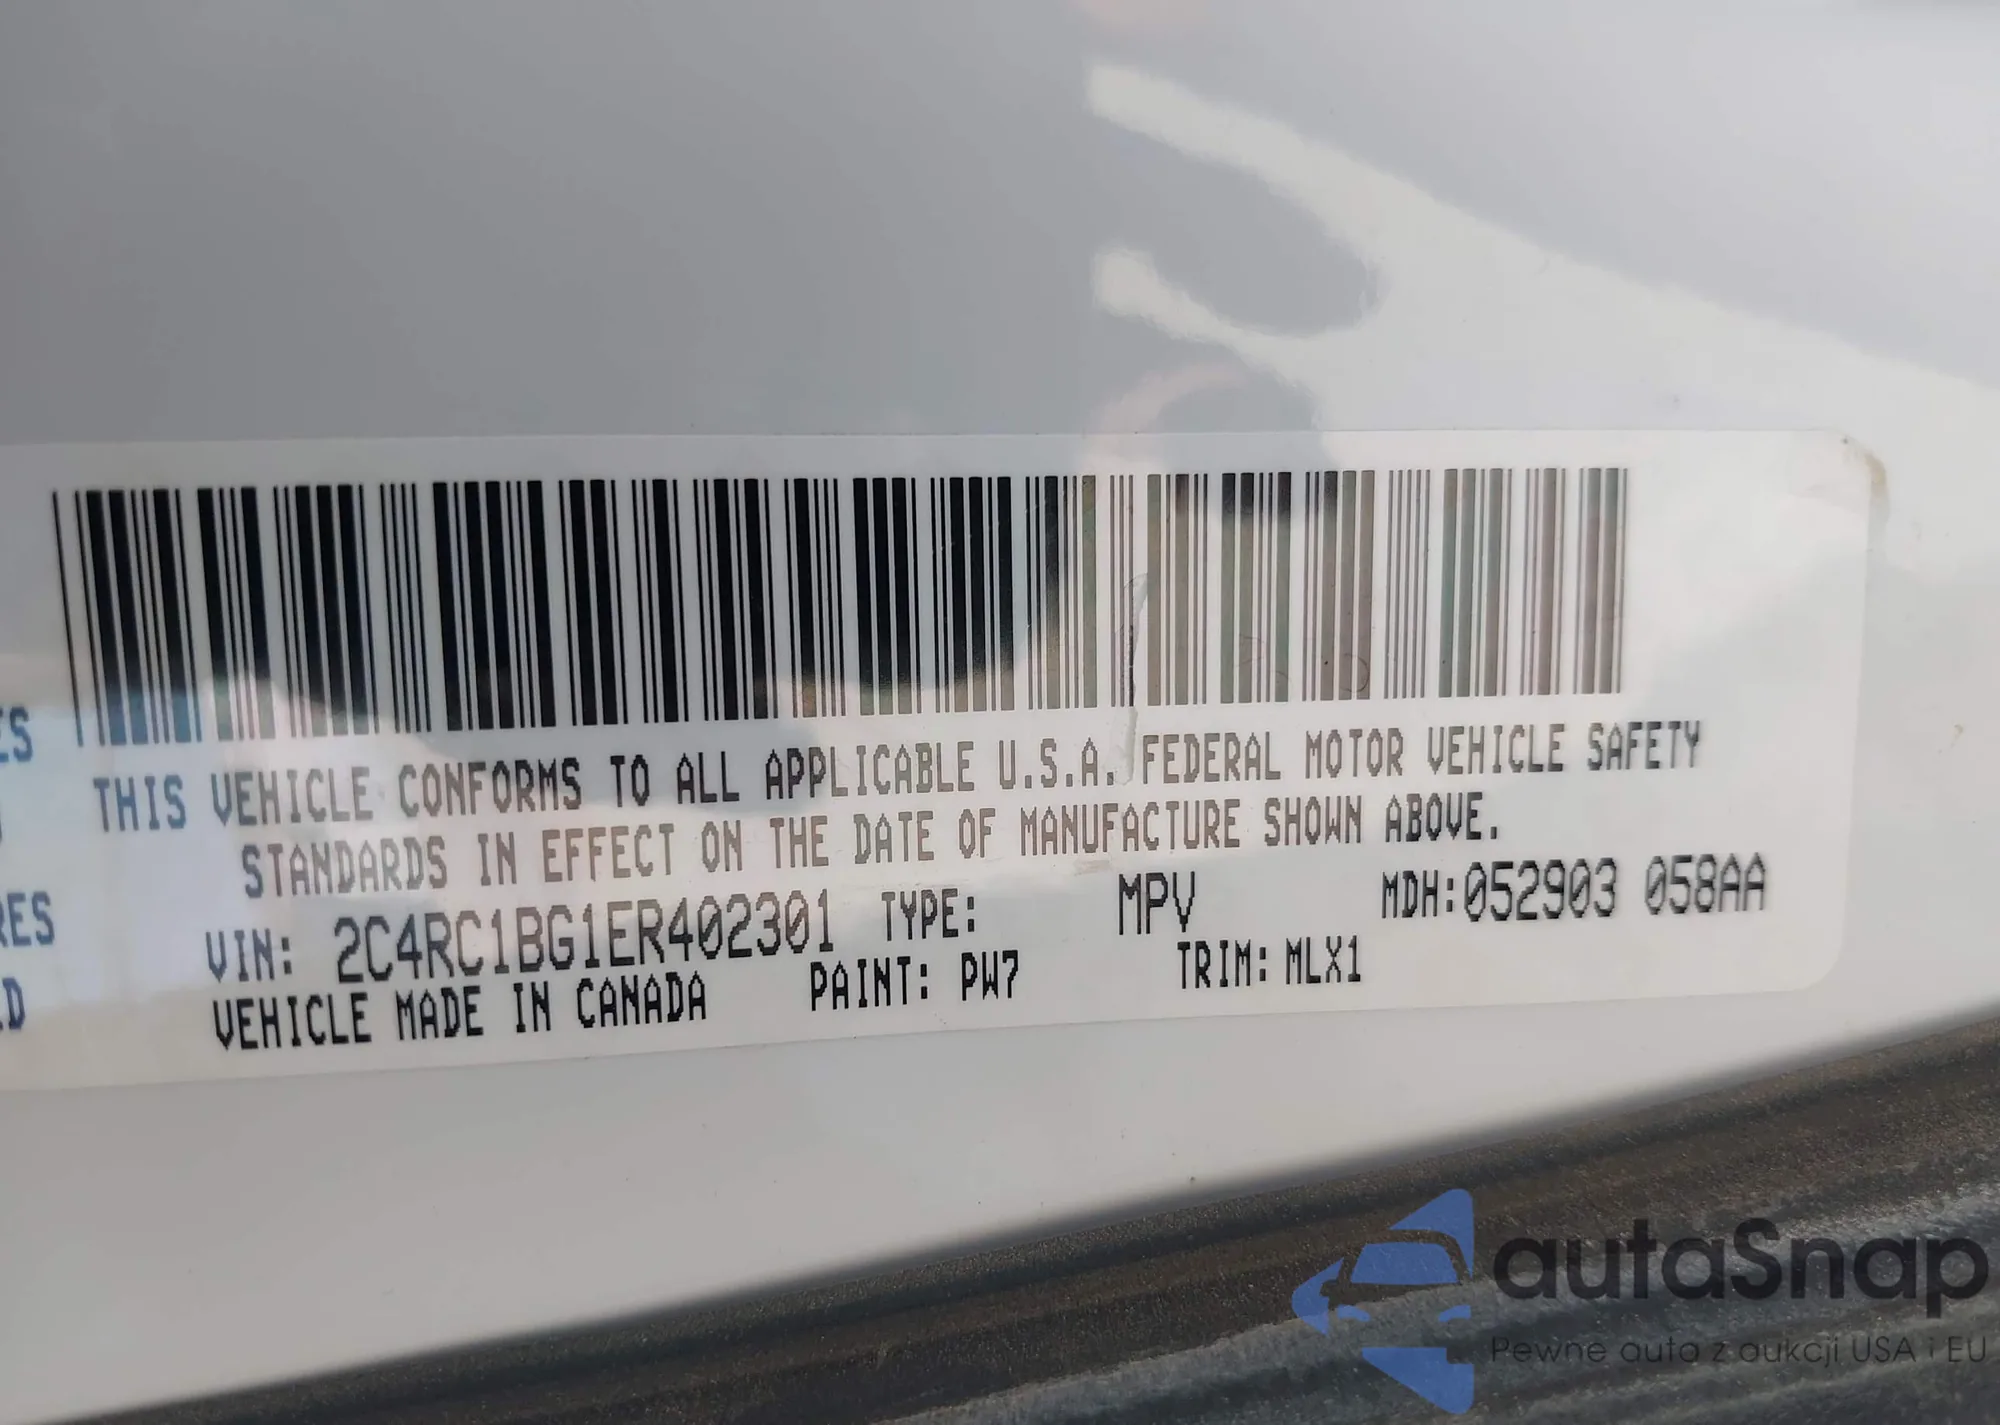 ES
THIS VEHICLE CONFORMS TO ALL APPLICABLE U.S.A. FEDERAL MOTOR VEHICLE SAFETY
STANDARDS IN EFFECT ON THE DATE OF MANUFACTURE SHOWN ABOVE.
RES
VIN: 2C4RC1BG1ER402301 TYPE: MPV MDH:052903 058AA
VEHICLE MADE IN CANADA PAINT: PW7 TRIM: MLX1
.D
autaSnap
Pewne auta z aukcji USA i EU